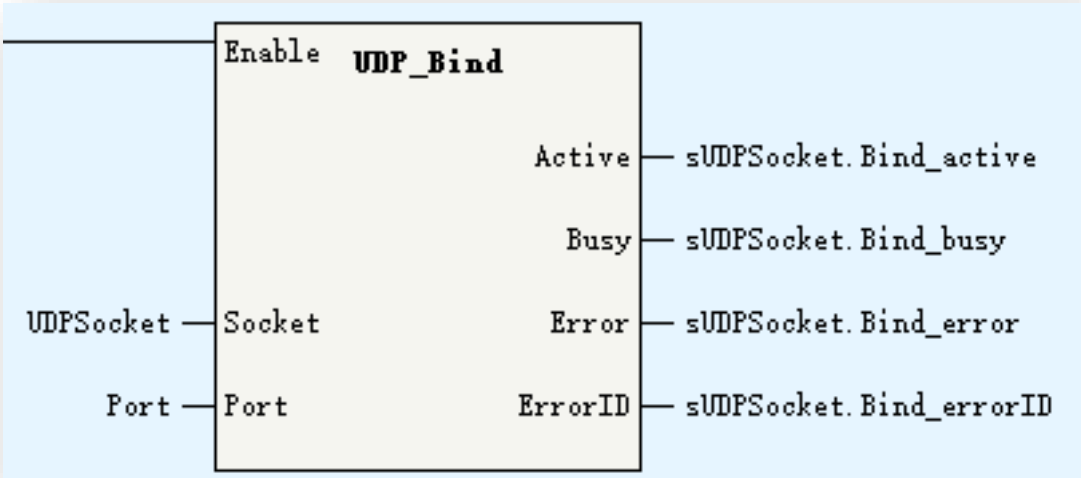 Enable UDP_Bind
Active sUDPSocket.Bind_active
Busy sUDPSocket.Bind_busy
UDPSocket Socket Error sUDPSocket.Bind_error
Port Port ErrorID sUDPSocket.Bind_errorID